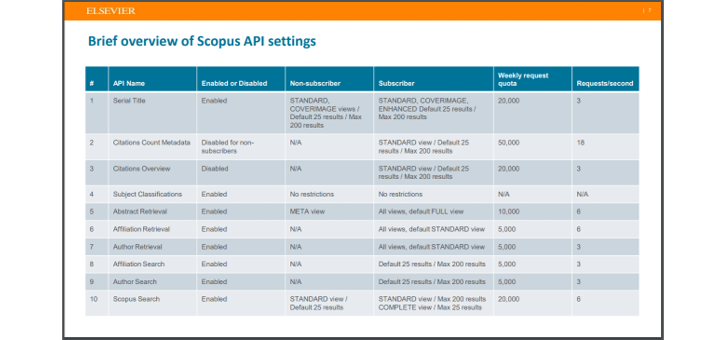 ELSEVIER | 7
Brief overview of Scopus API settings
# API Name Enabled or Disabled Non-subscriber Subscriber Weekly request quota Requests/second
1 Serial Title Enabled STANDARD, COVERIMAGE views / Default 25 results / Max 200 results STANDARD, COVERIMAGE, ENHANCED Default 25 results / Max 200 results 20,000 3
2 Citations Count Metadata Disabled for non-subscribers N/A STANDARD view / Default 25 results / Max 200 results 50,000 18
3 Citations Overview Disabled N/A STANDARD view / Default 25 results / Max 200 results 20,000 3
4 Subject Classifications Enabled No restrictions No restrictions N/A N/A
5 Abstract Retrieval Enabled META view All views, default FULL view 10,000 6
6 Affiliation Retrieval Enabled N/A All views, default STANDARD view 5,000 6
7 Author Retrieval Enabled N/A All views, default STANDARD view 5,000 3
8 Affiliation Search Enabled N/A Default 25 results / Max 200 results 5,000 3
9 Author Search Enabled N/A Default 25 results / Max 200 results 5,000 3
10 Scopus Search Enabled STANDARD view / Default 25 results STANDARD view / Max 200 results COMPLETE view / Max 25 results 20,000 6